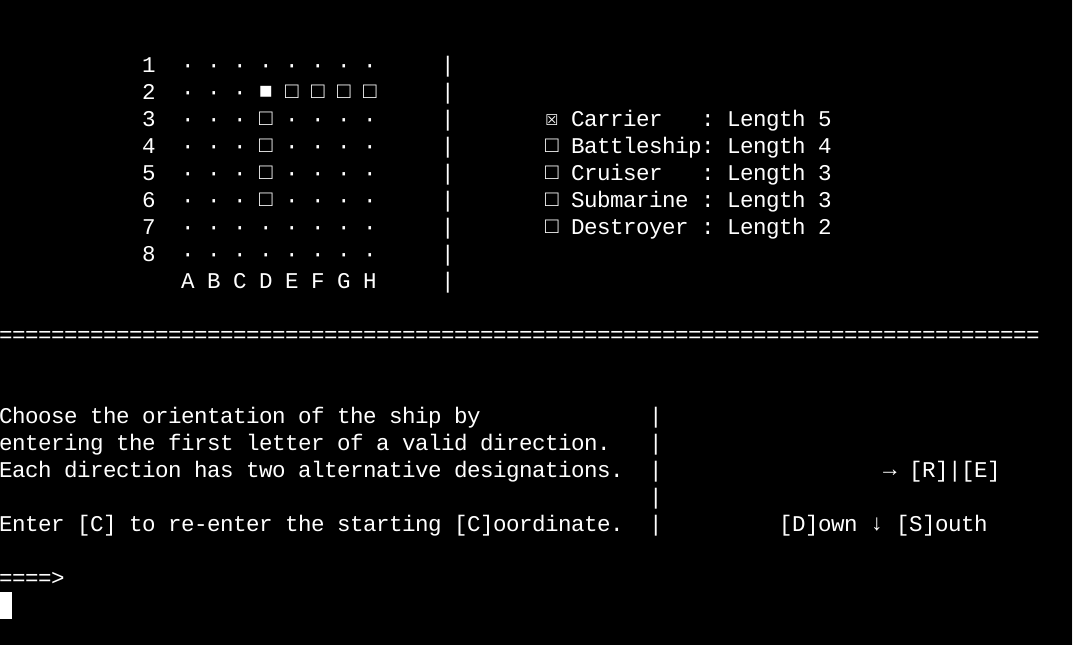 1 · · · · · · · · |
2 · · · ■ □ □ □ □ |
3 · · · □ · · · · | ☒ Carrier   : Length 5
4 · · · □ · · · · | □ Battleship: Length 4
5 · · · □ · · · · | □ Cruiser   : Length 3
6 · · · □ · · · · | □ Submarine : Length 3
7 · · · · · · · · | □ Destroyer : Length 2
8 · · · · · · · · |
A B C D E F G H |
================================================================================
Choose the orientation of the ship by |
entering the first letter of a valid direction. |
Each direction has two alternative designations. | → [R]|[E]
|
Enter [C] to re-enter the starting [C]oordinate. | [D]own ↓ [S]outh
====>